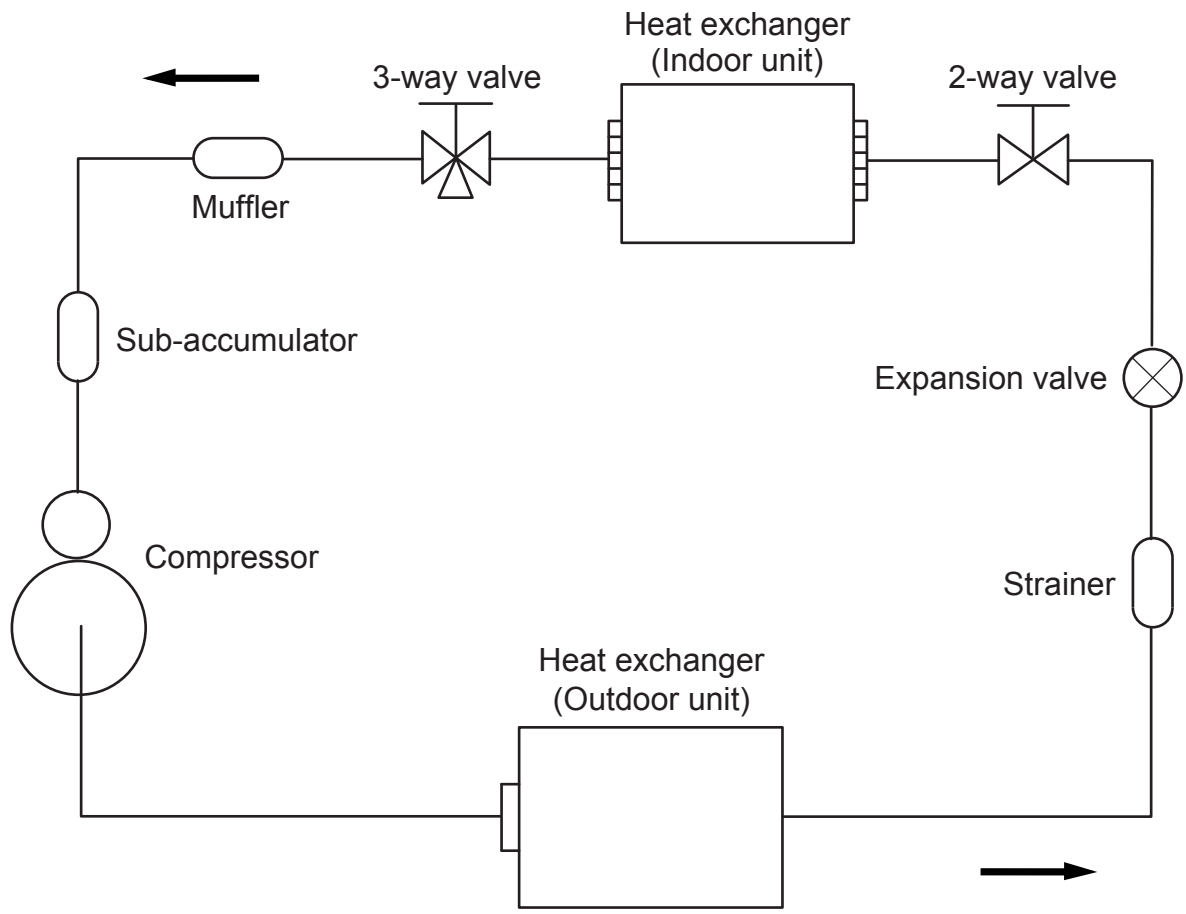 Heat exchanger
(Indoor unit)
3-way valve
2-way valve
Muffler
Sub-accumulator
Expansion valve
Compressor
Strainer
Heat exchanger
(Outdoor unit)